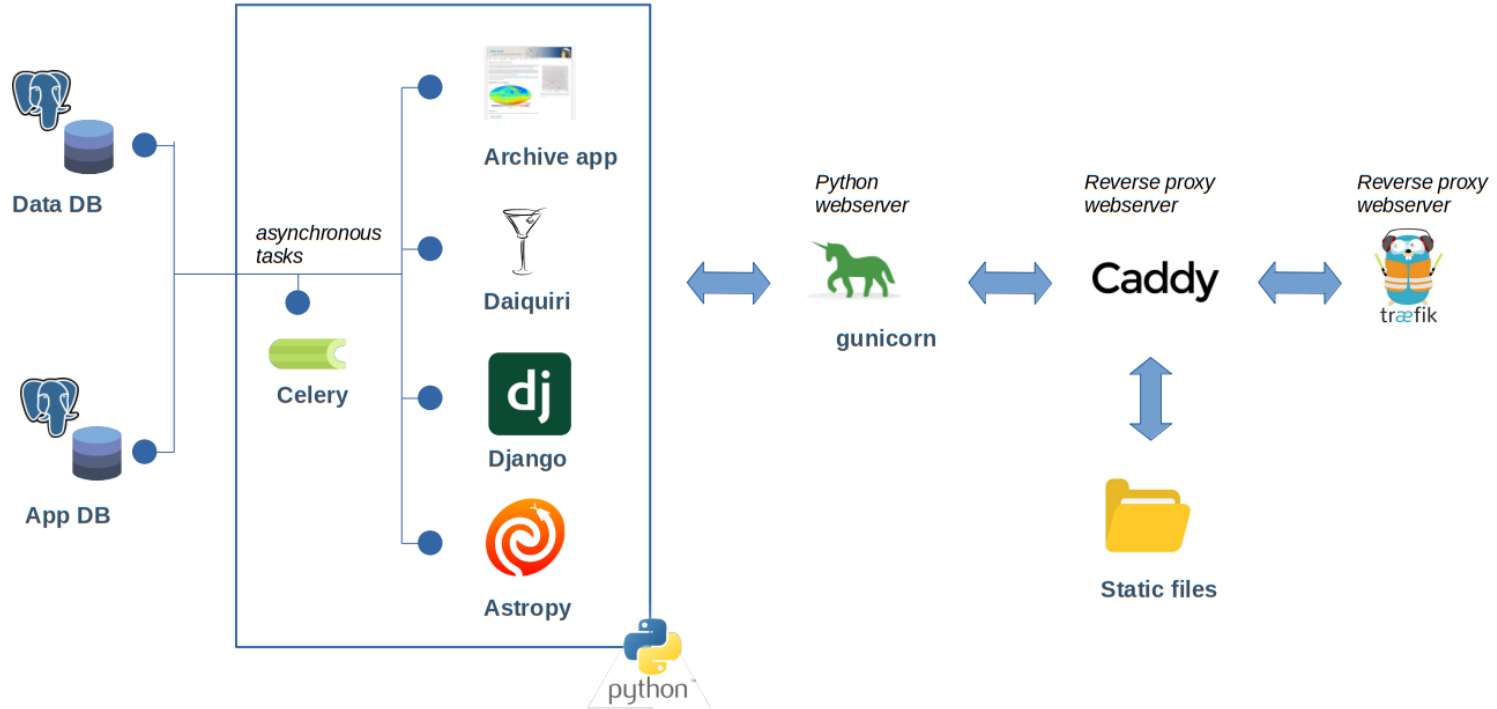 Data DB
App DB
asynchronous
tasks
Celery
Archive app
Daiquiri
dj
Django
Astropy
python™
Python
webserver
gunicorn
Reverse proxy
webserver
Caddy
Static files
Reverse proxy
webserver
træfik